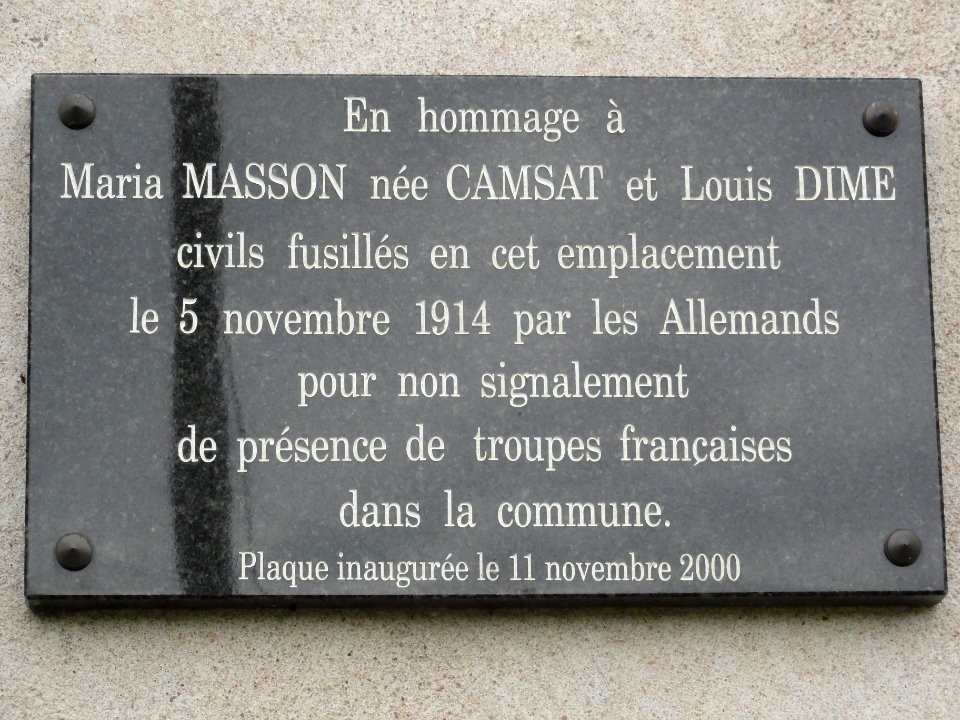 En hommage à
Maria MASSON née CAMSAT et Louis DIME
civils fusillés en cet emplacement
le 5 novembre 1914 par les Allemands
pour non signalement
de présence de troupes françaises
dans la commune.
Plaque inaugurée le 11 novembre 2000